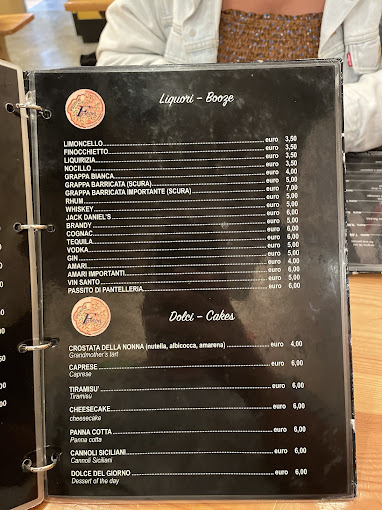 Liquori - Booze
LIMONCELLO euro 3,50
FINOCCHIETTO euro 3,50
LIQUIRIZIA euro 3,50
NOCILLO euro 3,50
GRAPPA BIANCA euro 4,00
GRAPPA BARRICATA (SCURA) euro 5,00
GRAPPA BARRICATA IMPORTANTE (SCURA) euro 7,00
RHUM euro 5,00
WHISKEY euro 5,00
JACK DANIEL'S euro 6,00
BRANDY euro 5,00
COGNAC euro 6,00
TEQUILA euro 5,00
VODKA euro 5,00
GIN euro 5,00
AMARI euro 4,00
AMARI IMPORTANTI euro 6,00
VIN SANTO euro 5,00
PASSITO DI PANTELLERIA euro 6,00
Dolci - Cakes
CROSTATA DELLA NONNA (nutella, albicocca, amarena) euro 4,00
Grandmother's tart
CAPRESE euro 6,00
Caprese
TIRAMISU' euro 6,00
Tiramisù
CHEESECAKE euro 6,00
cheesecake
PANNA COTTA euro 6,00
Panna cotta
CANNOLI SICILIANI euro 6,00
Cannoli Siciliani
DOLCE DEL GIORNO euro 6,00
Dessert of the day